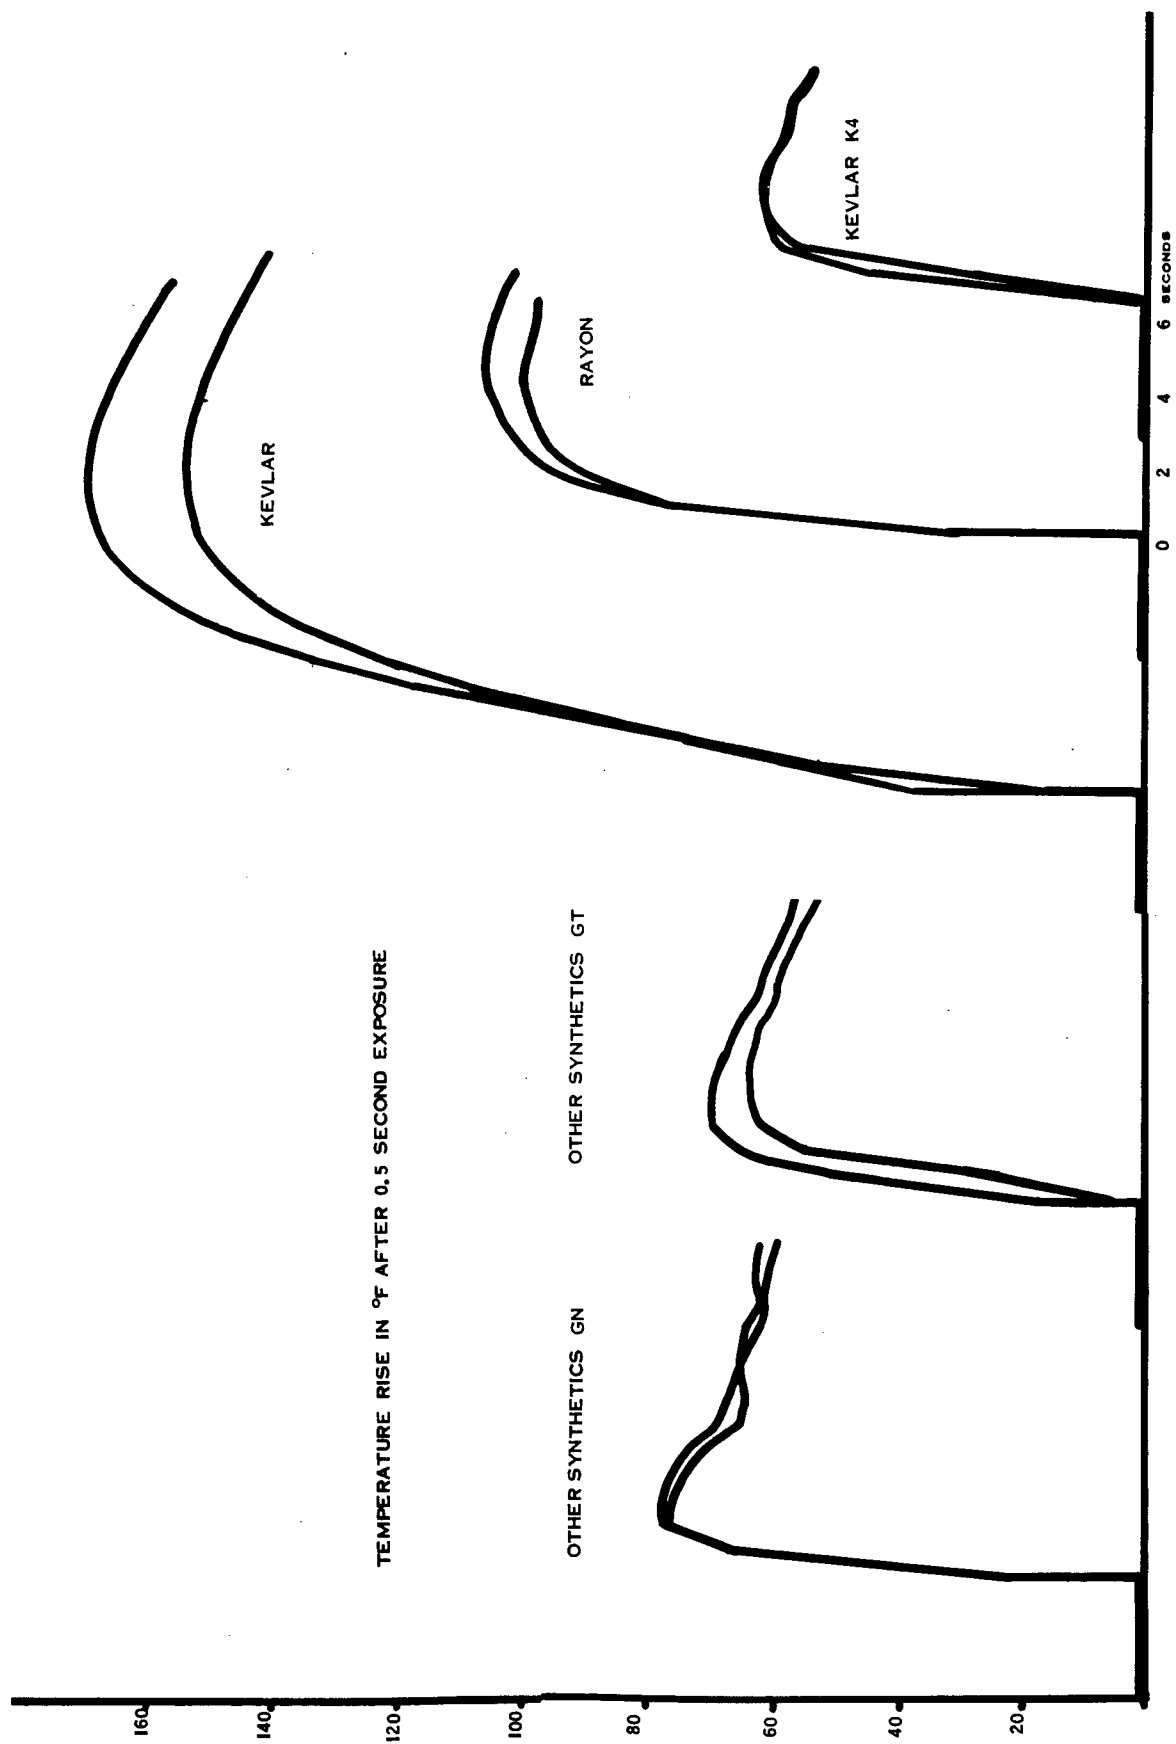 TEMPERATURE RISE IN °F AFTER 0.5 SECOND EXPOSURE
160
140
120
100
80
60
40
20
OTHER SYNTHETICS GN
OTHER SYNTHETICS GT
KEVLAR
RAYON
KEVLAR K4
0 2 4 6 SECONDS